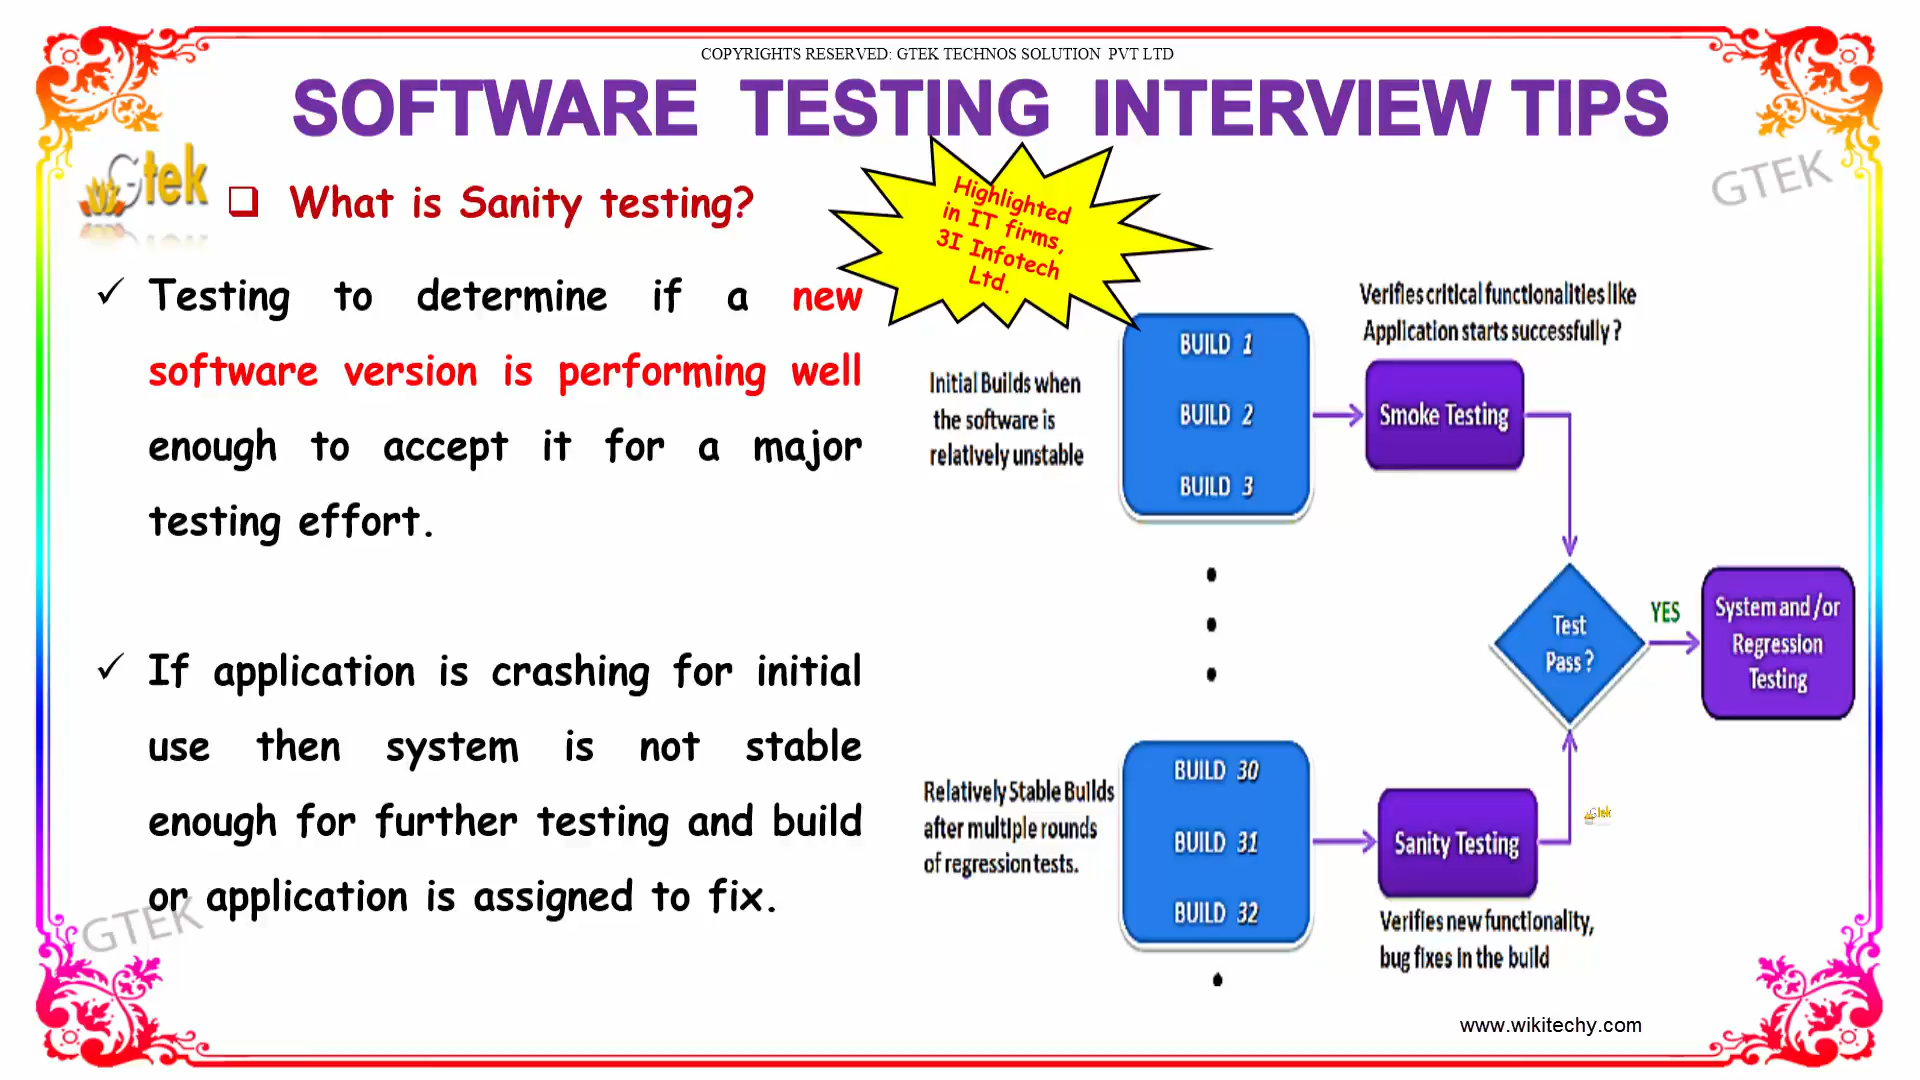 COPYRIGHTS RESERVED: GTEK TECHNOS SOLUTION PVT LTD
SOFTWARE TESTING INTERVIEW TIPS
Gtek
GTEK
What is Sanity testing?
Highlighted
in IT firms,
3I Infotech
Ltd.
Testing to determine if a new
software version is performing well
enough to accept it for a major
testing effort.
If application is crashing for initial
use then system is not stable
enough for further testing and build
or application is assigned to fix.
GTEK
Initial Builds when
the software is
relatively unstable
BUILD 1
BUILD 2
BUILD 3
Verifies critical functionalities like
Application starts successfully ?
Smoke Testing
Test
Pass ?
YES
System and /or
Regression
Testing
Relatively Stable Builds
after multiple rounds
of regression tests.
BUILD 30
BUILD 31
BUILD 32
Sanity Testing
Gtek
Verifies new functionality,
bug fixes in the build
www.wikitechy.com